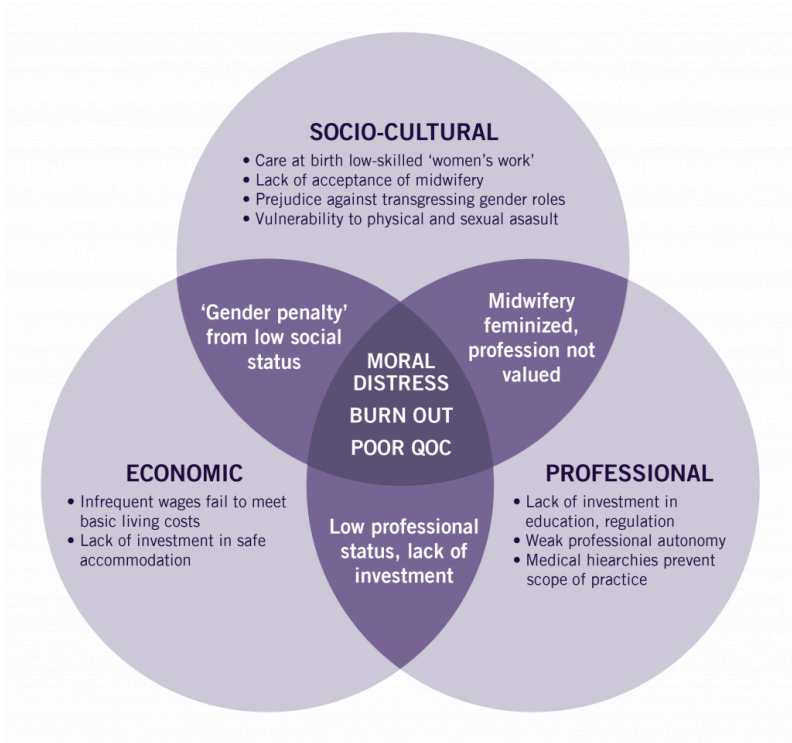 SOCIO-CULTURAL
• Care at birth low-skilled ‘women’s work’
• Lack of acceptance of midwifery
• Prejudice against transgressing gender roles
• Vulnerability to physical and sexual asasult
‘Gender penalty’
from low social
status
Midwifery
feminized,
profession not
valued
MORAL
DISTRESS
BURN OUT
POOR QOC
ECONOMIC
• Infrequent wages fail to meet
basic living costs
• Lack of investment in safe
accommodation
PROFESSIONAL
• Lack of investment in
education, regulation
• Weak professional autonomy
• Medical hiearchies prevent
scope of practice
Low professional
status, lack of
investment